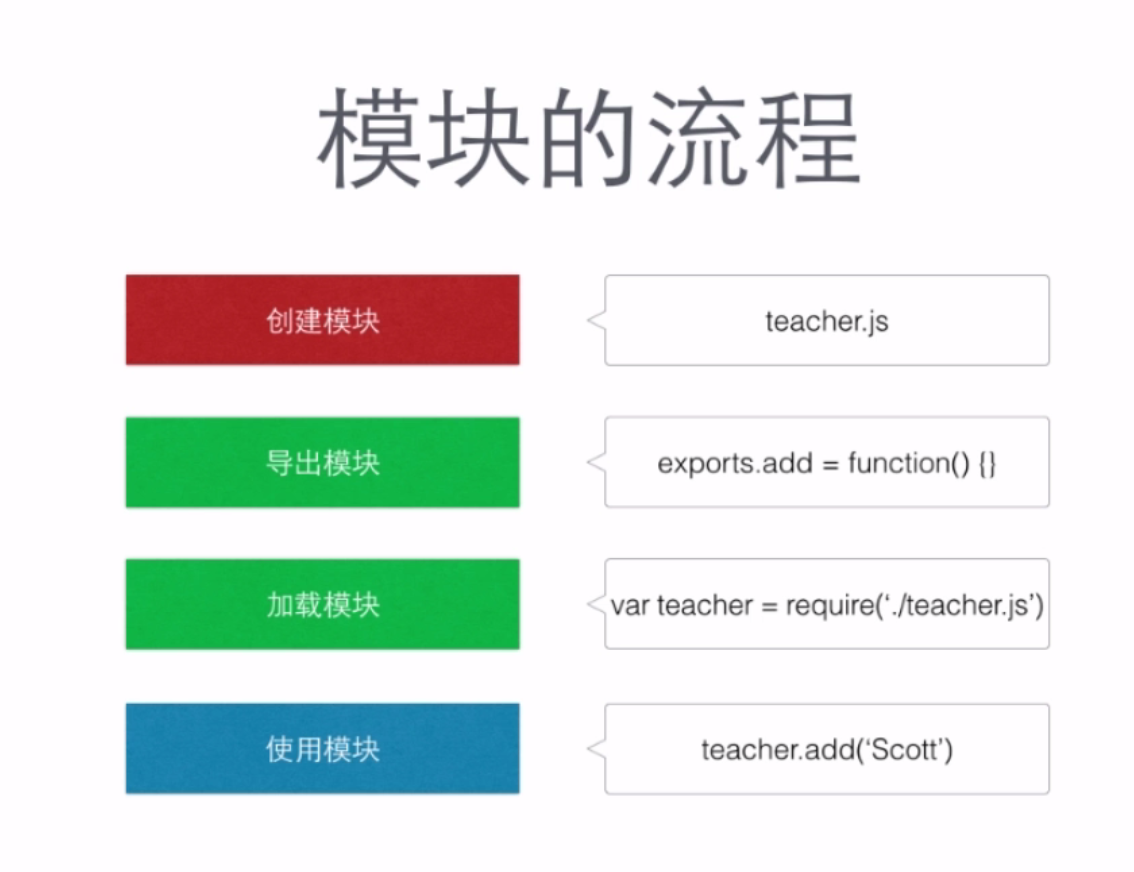 模块的流程
创建模块
teacher.js
导出模块
exports.add = function() {}
加载模块
var teacher = require(‘./teacher.js’)
使用模块
teacher.add(‘Scott’)